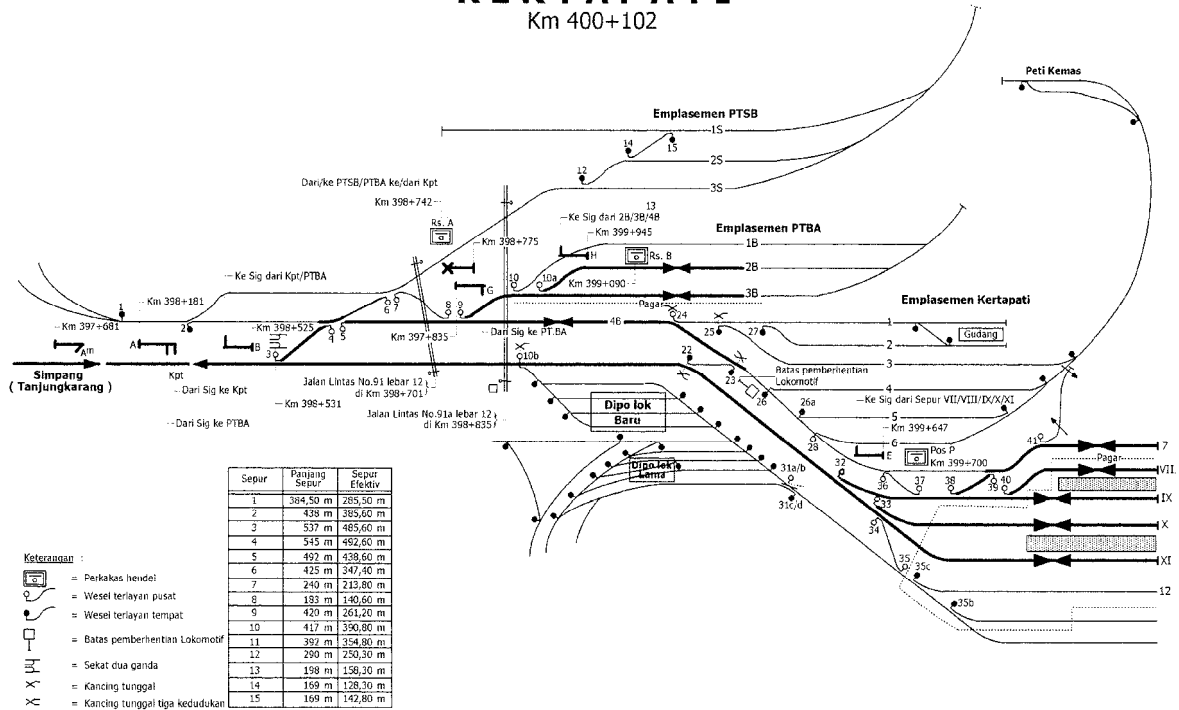 Km 400+102
Peti Kemas
Emplasemen PTSB
1S
14
15
2S
12
3S
Dari/ke PTSB/PTBA ke/dari Kpt
Km 398+742
Rs. A
13
Ke Sig dari 2B/3B/4B
Km 399+945
Emplasemen PTBA
Km 398+775
H
Rs. B
1B
Ke Sig dari Kpt/PTBA
10
10a
2B
Km 399+090
G
3B
Km 398+181
6 7
8 9
Pagar
24
Emplasemen Kertapati
1
2
Km 397+681
Km 398+525
4 5
Km 397+835
Dari Sig ke PT.BA
4B
25
27
1
Gudang
2
Am
A
B
3
10b
22
3
Simpang
( Tanjungkarang )
Kpt
Dari Sig ke Kpt
Jalan Lintas No.91 lebar 12
di Km 398+701
23
Batas pemberhentian
Lokomotif
26
4
Km 398+531
Dari Sig ke PTBA
Jalan Lintas No.91a lebar 12
di Km 398+835
Dipo lok
Baru
26a
Ke Sig dari Sepur VII/VIII/IX/X/XI
5
Km 399+647
28
6
E
Pos P
Km 399+700
41
7
Dipo lok
Lama
31a/b
31c/d
32
36
37
38
39
40
Pagar
VII.
33
IX
34
X
35
35c
XI
35b
12
Sepur
Panjang Sepur
Sepur Efektiv
1 384,50 m 285,50 m
2 438 m 385,60 m
3 537 m 485,60 m
4 545 m 492,60 m
5 492 m 438,60 m
6 425 m 347,40 m
7 240 m 213,80 m
8 183 m 140,60 m
9 420 m 261,20 m
10 417 m 390,80 m
11 392 m 354,80 m
12 290 m 250,30 m
13 198 m 158,30 m
14 169 m 128,30 m
15 169 m 142,80 m
Keterangan :
= Perkakas hendel
= Wesel terlayan pusat
= Wesel terlayan tempat
= Batas pemberhentian Lokomotif
= Sekat dua ganda
= Kancing tunggal
= Kancing tunggal tiga kedudukan